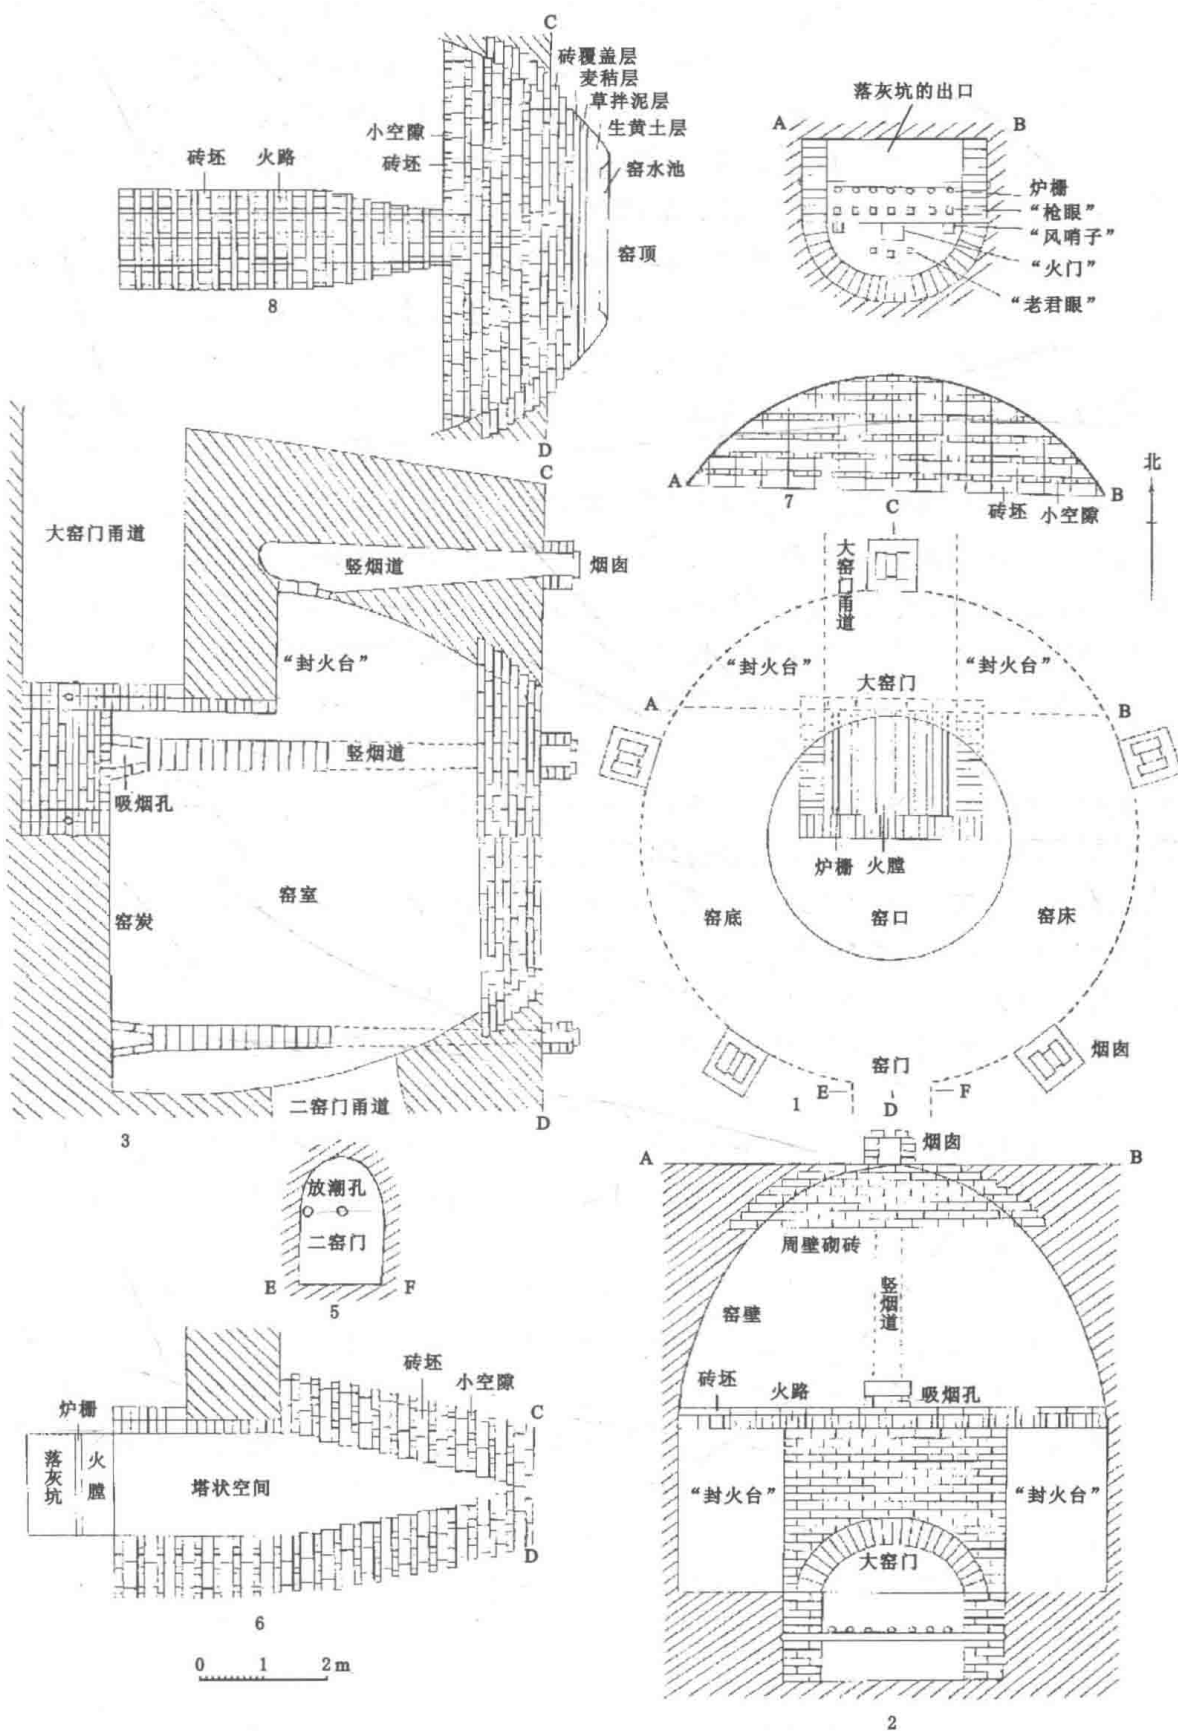 C
砖覆盖层
麦秸层
草拌泥层
生黄土层
小空隙
砖坯
窑水池
砖坯 火路
窑顶
8
D
落灰坑的出口
A B
炉栅
“枪眼”
“风哨子”
“火门”
“老君眼”
A B
7
砖坯 小空隙
北
C
大窑门甬道
竖烟道
烟囱
“封火台”
竖烟道
吸烟孔
窑室
窑炭
二窑门甬道
D
3
C
大窑门甬道
“封火台” “封火台”
大窑门
A B
炉栅 火膛
窑底 窑口 窑床
烟囱
窑门
E F
1 D
放潮孔
二窑门
E F
5
烟囱
A B
周壁砌砖
竖烟道
窑壁
砖坯 火路 吸烟孔
“封火台” “封火台”
大窑门
2
砖坯
小空隙
炉栅
C
落灰坑
火膛
塔状空间
D
6
0 1 2 m